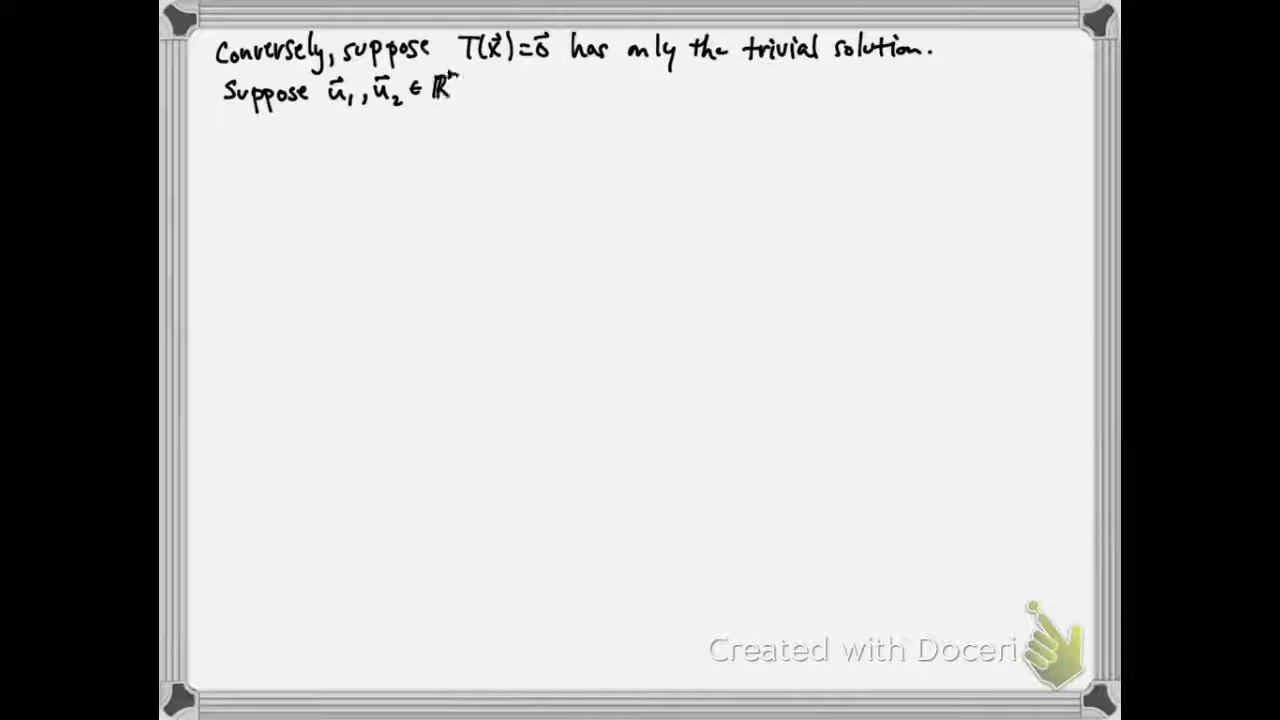 Conversely, suppose T(x⃗)=0⃗ has only the trivial solution.
Suppose u⃗₁, u⃗₂ ∈ ℝⁿ
Created with Doceri